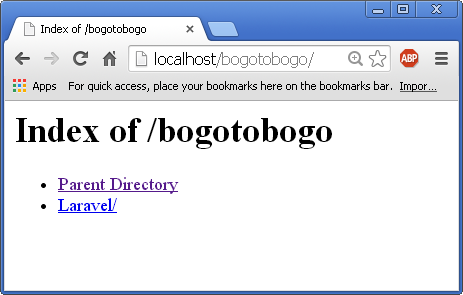 Index of /bogotobogo
localhost/bogotobogo/
ABP
Apps For quick access, place your bookmarks here on the bookmarks bar. Impor...
Index of /bogotobogo
Parent Directory
Laravel/